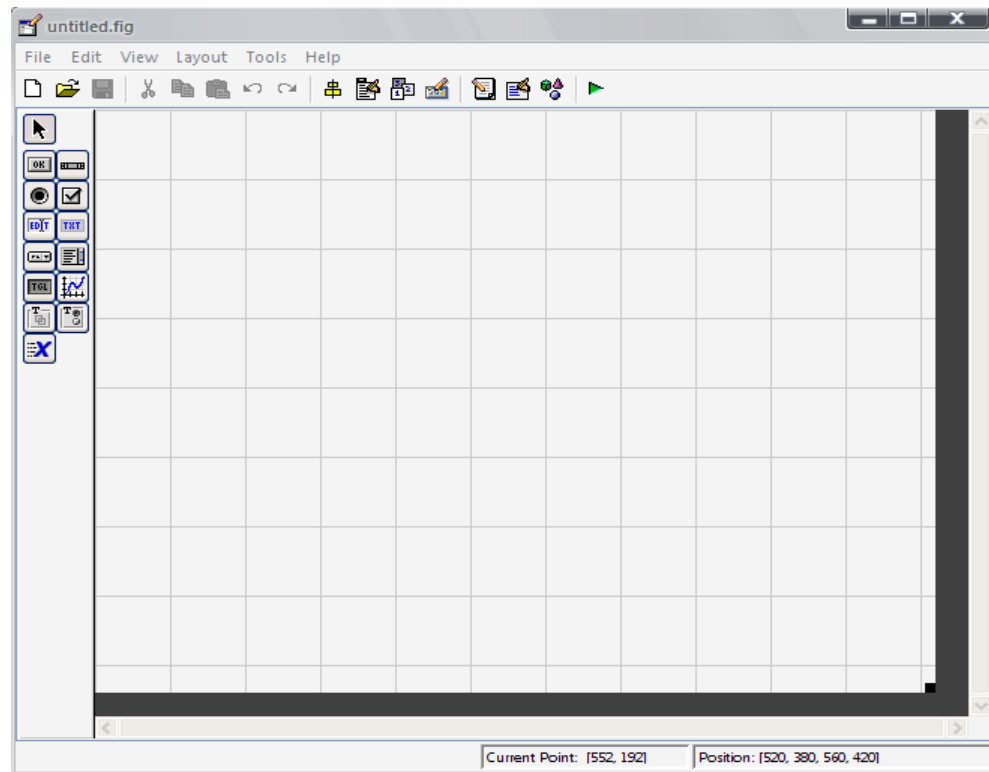 untitled.fig
File Edit View Layout Tools Help
OK
EDIT TXT
TGL
T T
X
Current Point: [552, 192] Position: [520, 380, 560, 420]